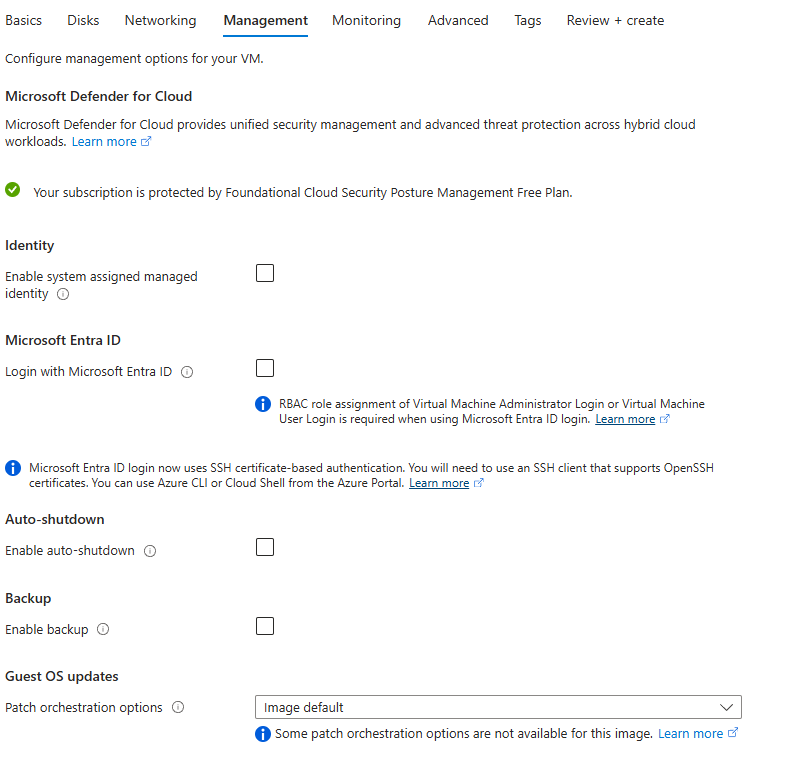 Basics Disks Networking Management Monitoring Advanced Tags Review + create
Configure management options for your VM.
Microsoft Defender for Cloud
Microsoft Defender for Cloud provides unified security management and advanced threat protection across hybrid cloud
workloads. Learn more
Your subscription is protected by Foundational Cloud Security Posture Management Free Plan.
Identity
Enable system assigned managed
identity
Microsoft Entra ID
Login with Microsoft Entra ID
RBAC role assignment of Virtual Machine Administrator Login or Virtual Machine
User Login is required when using Microsoft Entra ID login. Learn more
Microsoft Entra ID login now uses SSH certificate-based authentication. You will need to use an SSH client that supports OpenSSH
certificates. You can use Azure CLI or Cloud Shell from the Azure Portal. Learn more
Auto-shutdown
Enable auto-shutdown
Backup
Enable backup
Guest OS updates
Patch orchestration options
Image default
Some patch orchestration options are not available for this image. Learn more